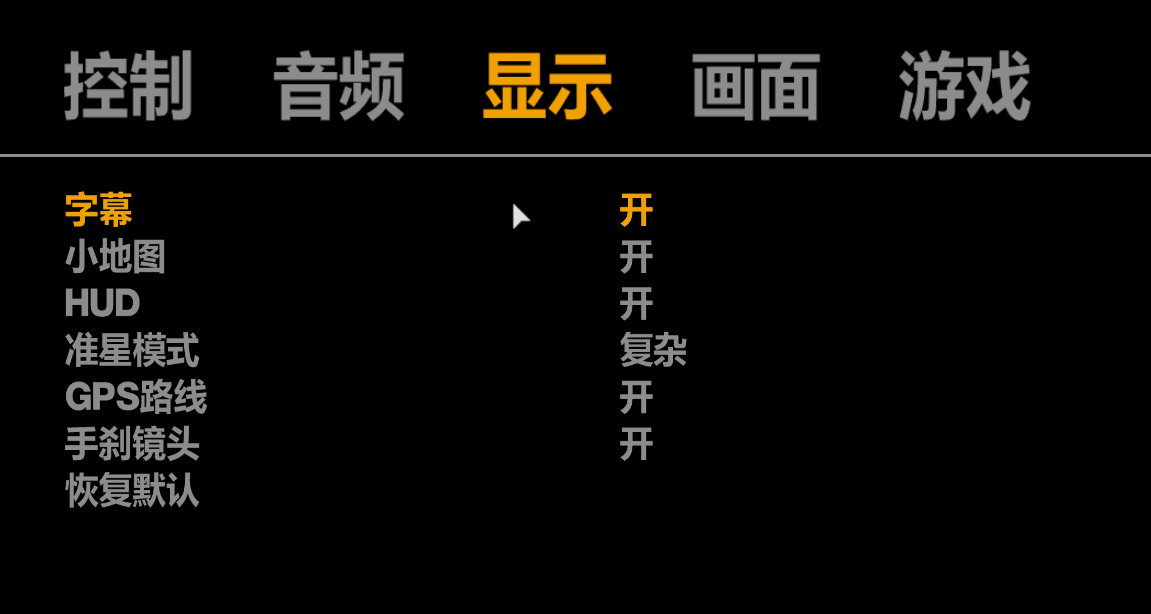 控制 音频 显示 画面 游戏
字幕 开
小地图 开
HUD 开
准星模式 复杂
GPS路线 开
手刹镜头 开
恢复默认